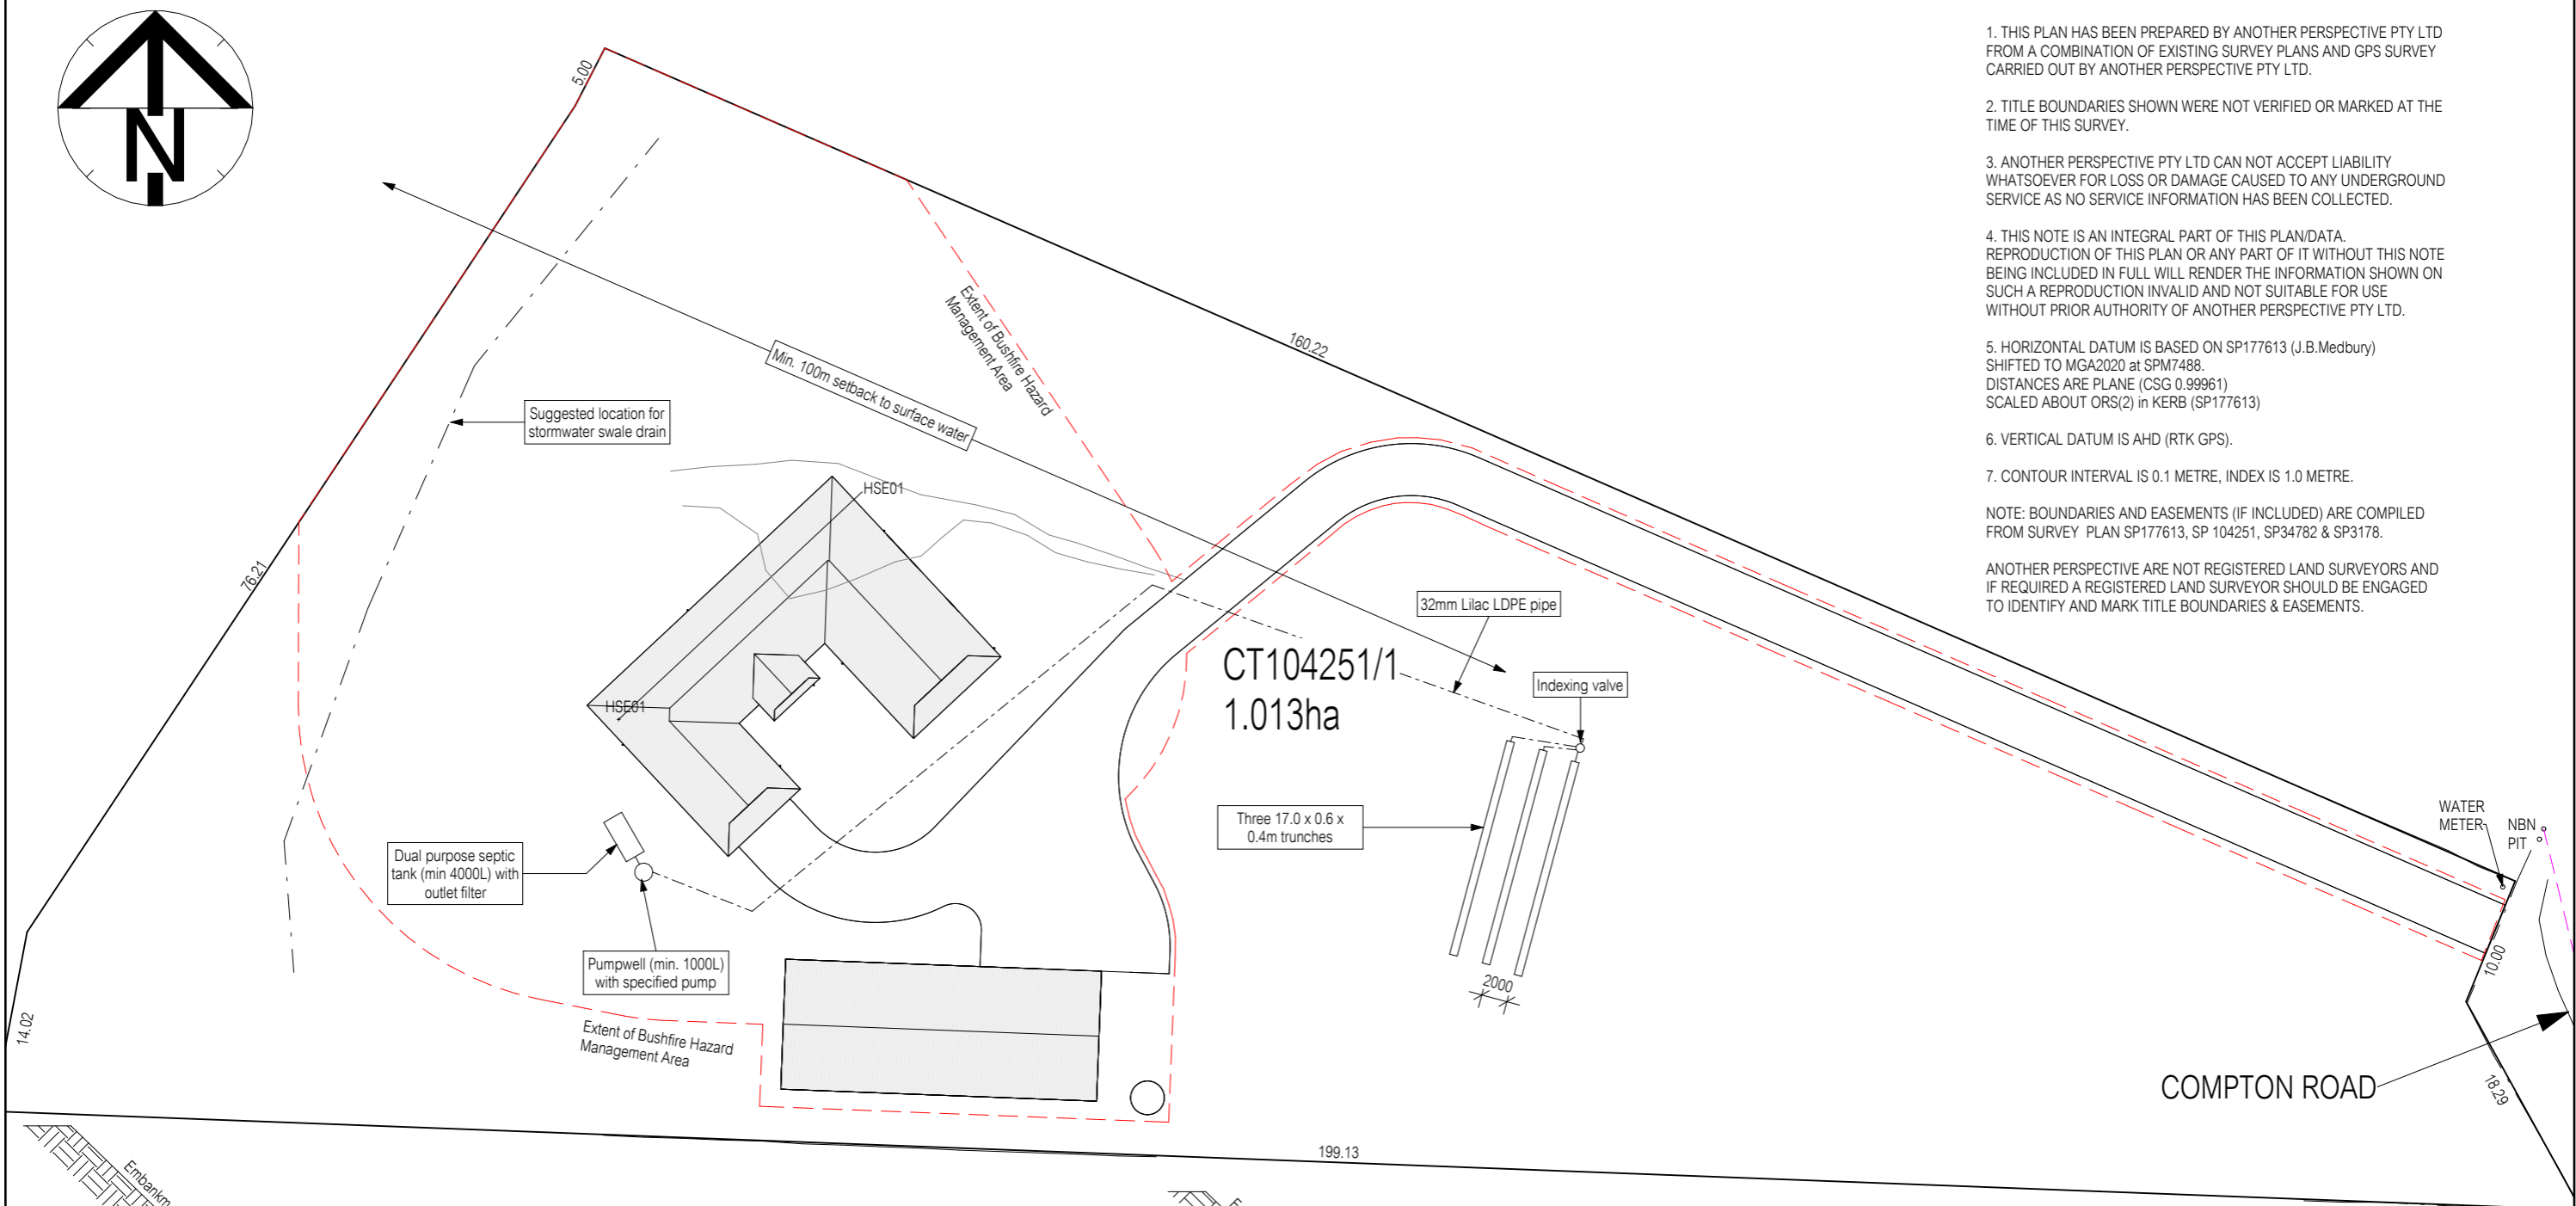 N
1. THIS PLAN HAS BEEN PREPARED BY ANOTHER PERSPECTIVE PTY LTD
FROM A COMBINATION OF EXISTING SURVEY PLANS AND GPS SURVEY
CARRIED OUT BY ANOTHER PERSPECTIVE PTY LTD.
2. TITLE BOUNDARIES SHOWN WERE NOT VERIFIED OR MARKED AT THE
TIME OF THIS SURVEY.
3. ANOTHER PERSPECTIVE PTY LTD CAN NOT ACCEPT LIABILITY
WHATSOEVER FOR LOSS OR DAMAGE CAUSED TO ANY UNDERGROUND
SERVICE AS NO SERVICE INFORMATION HAS BEEN COLLECTED.
4. THIS NOTE IS AN INTEGRAL PART OF THIS PLAN/DATA.
REPRODUCTION OF THIS PLAN OR ANY PART OF IT WITHOUT THIS NOTE
BEING INCLUDED IN FULL WILL RENDER THE INFORMATION SHOWN ON
SUCH A REPRODUCTION INVALID AND NOT SUITABLE FOR USE
WITHOUT PRIOR AUTHORITY OF ANOTHER PERSPECTIVE PTY LTD.
5. HORIZONTAL DATUM IS BASED ON SP177613 (J.B.Medbury)
SHIFTED TO MGA2020 at SPM7488.
DISTANCES ARE PLANE (CSG 0.99961)
SCALED ABOUT ORS(2) in KERB (SP177613)
6. VERTICAL DATUM IS AHD (RTK GPS).
7. CONTOUR INTERVAL IS 0.1 METRE, INDEX IS 1.0 METRE.
NOTE: BOUNDARIES AND EASEMENTS (IF INCLUDED) ARE COMPILED
FROM SURVEY PLAN SP177613, SP 104251, SP34782 & SP3178.
ANOTHER PERSPECTIVE ARE NOT REGISTERED LAND SURVEYORS AND
IF REQUIRED A REGISTERED LAND SURVEYOR SHOULD BE ENGAGED
TO IDENTIFY AND MARK TITLE BOUNDARIES & EASEMENTS.
5.00
160.22
Extent of Bushfire Hazard
Management Area
Min. 100m setback to surface water
Suggested location for
stormwater swale drain
HSE01
76.21
32mm Lilac LDPE pipe
CT104251/1
1.013ha
Indexing valve
HSE01
Three 17.0 x 0.6 x
0.4m trunches
WATER
METER
NBN
PIT
Dual purpose septic
tank (min 4000L) with
outlet filter
Pumpwell (min. 1000L)
with specified pump
2000
10.00
14.02
Extent of Bushfire Hazard
Management Area
COMPTON ROAD
18.29
199.13
Embankm